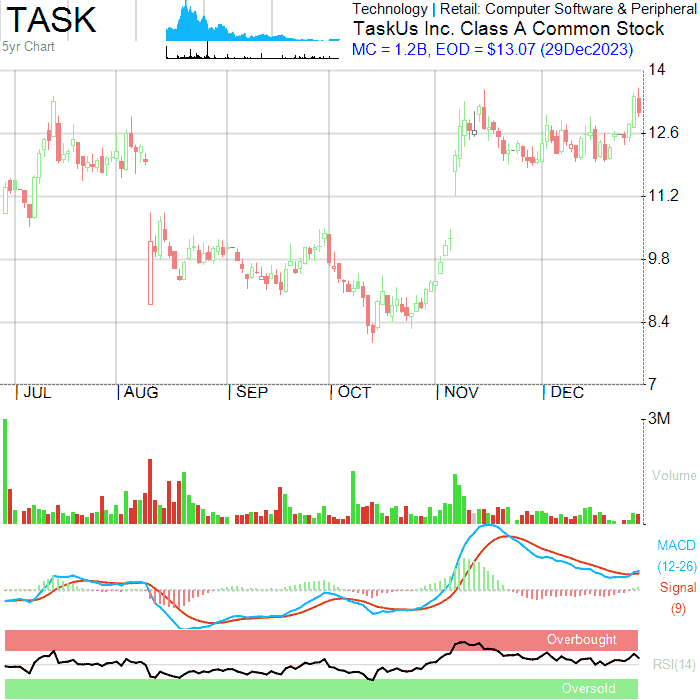 TASK
5yr Chart
Technology | Retail: Computer Software & Peripheral
TaskUs Inc. Class A Common Stock
MC = 1.2B, EOD = $13.07 (29Dec2023)
14
12.6
11.2
9.8
8.4
7
JUL
AUG
SEP
OCT
NOV
DEC
3M
Volume
MACD
(12-26)
Signal
(9)
Overbought
RSI(14)
Oversold